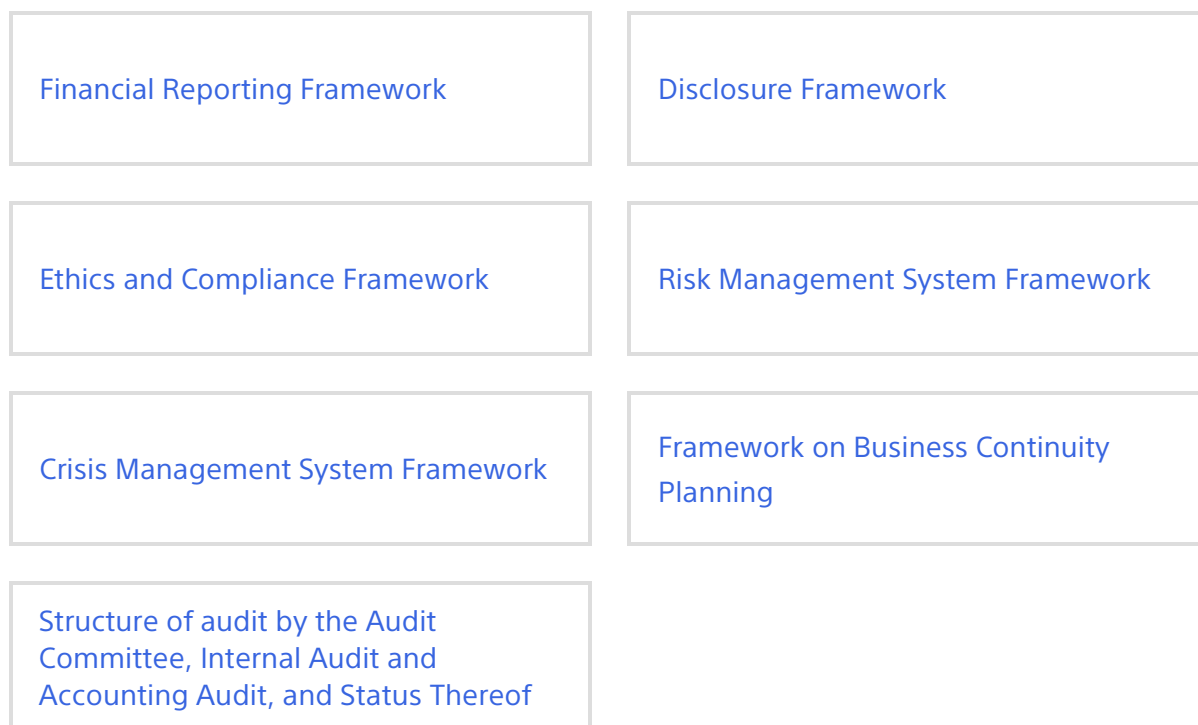 Financial Reporting Framework
Disclosure Framework
Ethics and Compliance Framework
Risk Management System Framework
Crisis Management System Framework
Framework on Business Continuity
Planning
Structure of audit by the Audit
Committee, Internal Audit and
Accounting Audit, and Status Thereof